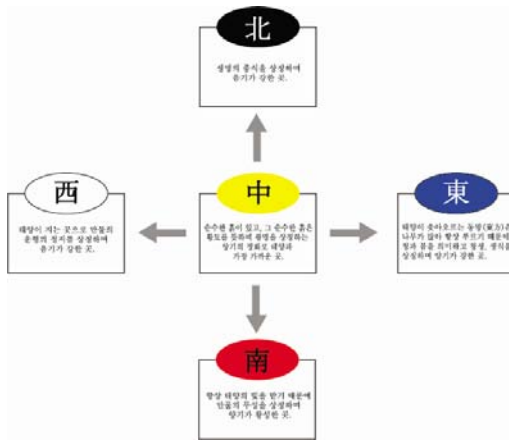 北
생명의 종식을 상징하며
음기가 강한 곳.
西
태양이 지는 곳으로 만물의
운행의 정지를 상징하며
음기가 강한 곳.
中
순수한 흙이 있고, 그 순수한 흙은
황토를 뜻하며 광명을 상징하는
양기의 정화로 태양과
가장 가까운 곳.
東
태양이 솟아오르는 동방(東方)은
나무가 많아 항상 푸르기 때문에
청과 봄을 의미하고 탄생, 생식을
상징하며 양기가 강한 곳.
南
항상 태양의 빛을 받기 때문에
만물의 무성을 상징하며
양기가 왕성한 곳.